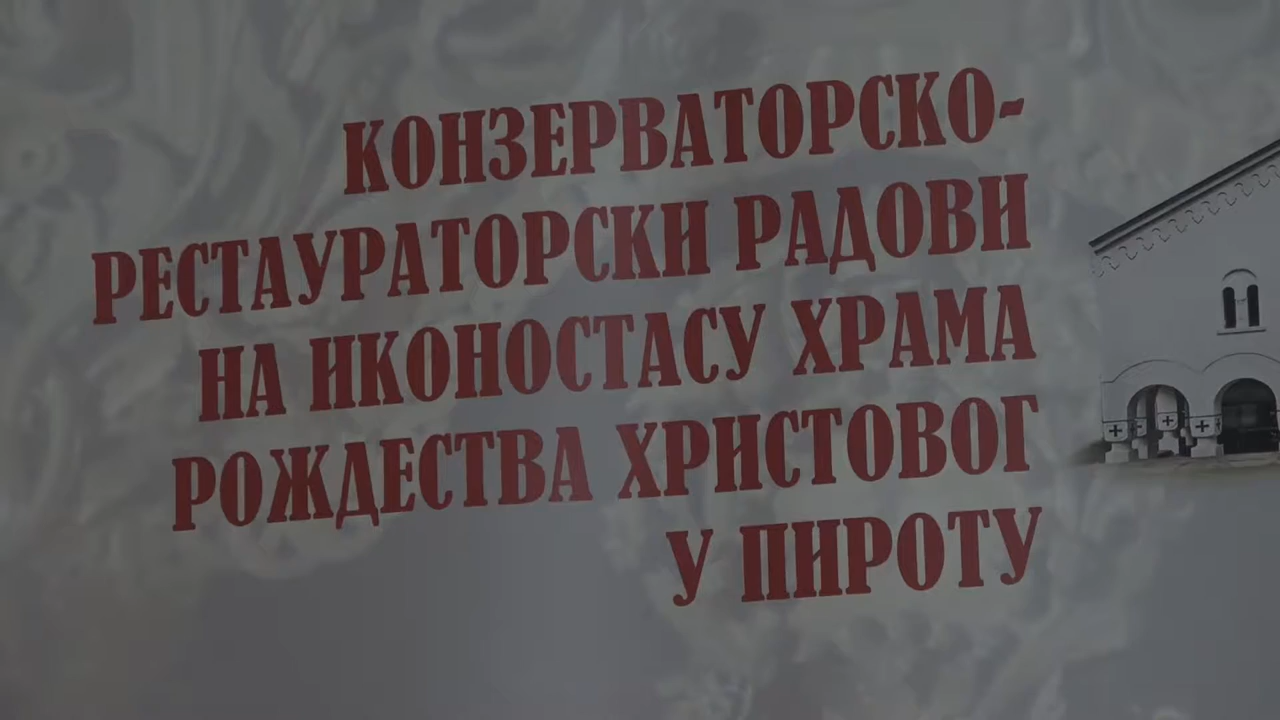 КОНЗЕРВАТОРСКО-
РЕСТАУРАТОРСКИ РАДОВИ
НА ИКОНОСТАСУ ХРАМА
РОЖДЕСТВА ХРИСТОВОГ
У ПИРОТУ